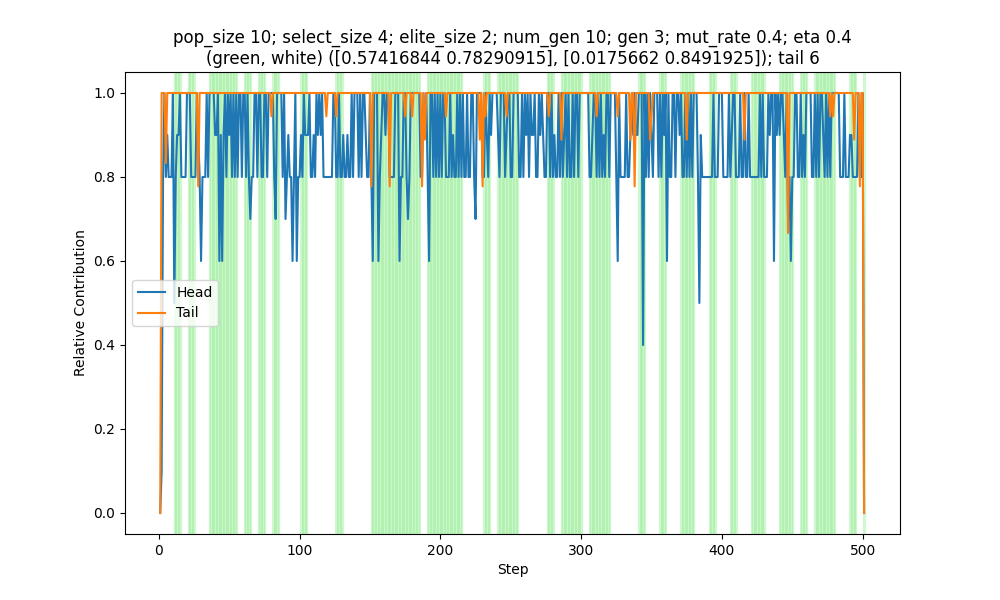 pop_size 10; select_size 4; elite_size 2; num_gen 10; gen 3; mut_rate 0.4; eta 0.4
(green, white) ([0.57416844 0.78290915], [0.0175662 0.8491925]); tail 6
1.0
0.8
0.6
0.4
0.2
0.0
Relative Contribution
Head
Tail
0
100
200
300
400
500
Step